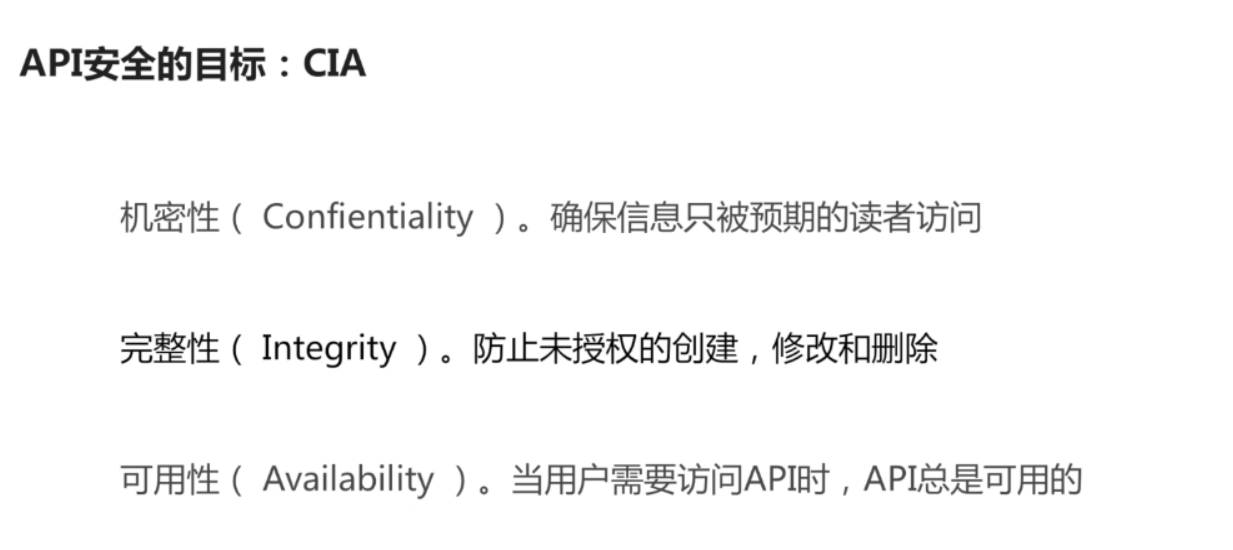 API安全的目标：CIA
机密性（ Confientiality ）。确保信息只被预期的读者访问
完整性（ Integrity ）。防止未授权的创建，修改和删除
可用性（ Availability ）。当用户需要访问API时，API总是可用的